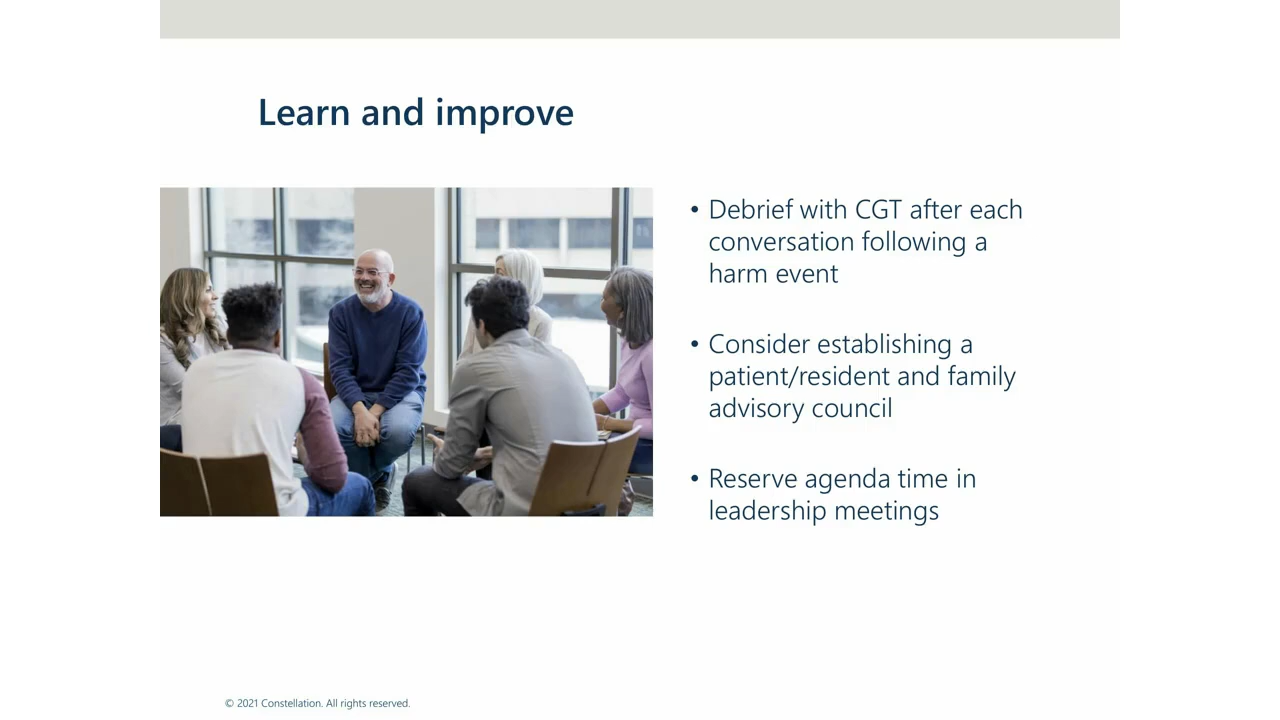 Learn and improve
• Debrief with CGT after each
conversation following a
harm event
• Consider establishing a
patient/resident and family
advisory council
• Reserve agenda time in
leadership meetings
© 2021 Constellation. All rights reserved.